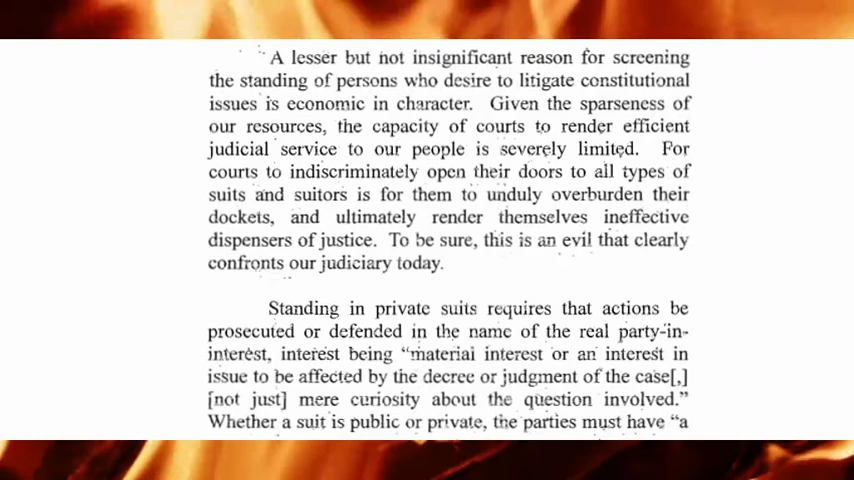 A lesser but not insignificant reason for screening
the standing of persons who desire to litigate constitutional
issues is economic in character. Given the sparseness of
our resources, the capacity of courts to render efficient
judicial service to our people is severely limited. For
courts to indiscriminately open their doors to all types of
suits and suitors is for them to unduly overburden their
dockets, and ultimately render themselves ineffective
dispensers of justice. To be sure, this is an evil that clearly
confronts our judiciary today.
Standing in private suits requires that actions be
prosecuted or defended in the name of the real party-in-
interest, interest being “material interest or an interest in
issue to be affected by the decree or judgment of the case[,]
[not just] mere curiosity about the question involved.”
Whether a suit is public or private, the parties must have “a